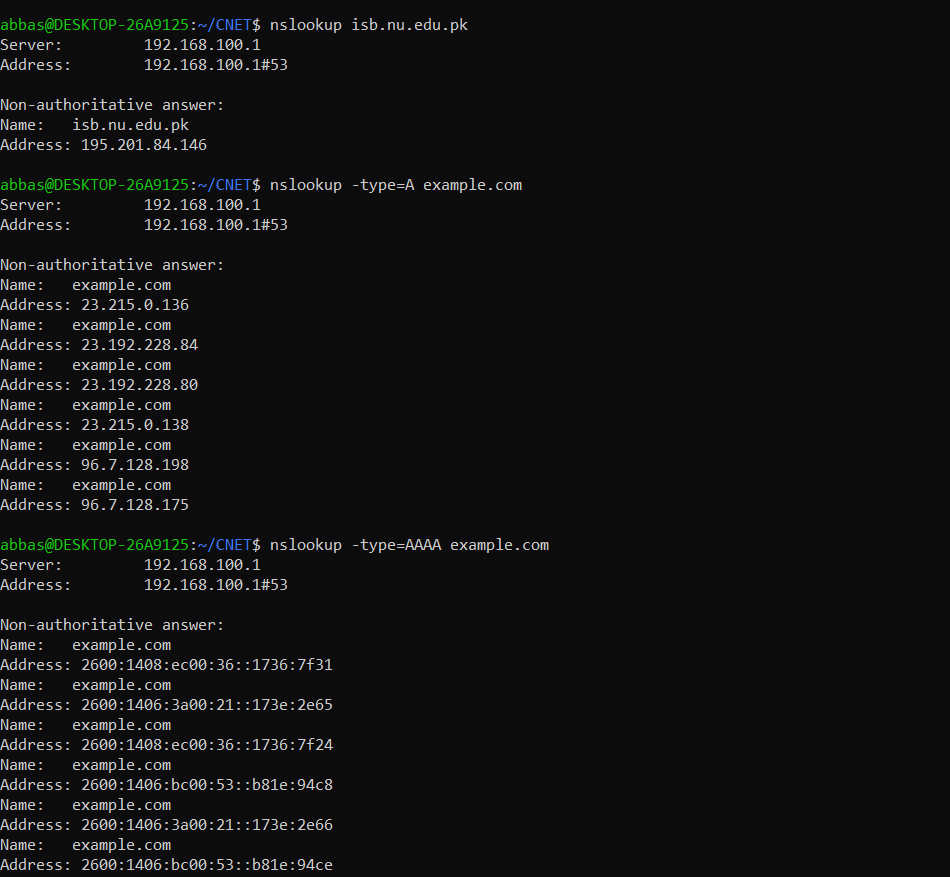 abbas@DESKTOP-26A9125:~/CNET$ nslookup isb.nu.edu.pk
Server:         192.168.100.1
Address:        192.168.100.1#53
Non-authoritative answer:
Name:   isb.nu.edu.pk
Address: 195.201.84.146
abbas@DESKTOP-26A9125:~/CNET$ nslookup -type=A example.com
Server:         192.168.100.1
Address:        192.168.100.1#53
Non-authoritative answer:
Name:   example.com
Address: 23.215.0.136
Name:   example.com
Address: 23.192.228.84
Name:   example.com
Address: 23.192.228.80
Name:   example.com
Address: 23.215.0.138
Name:   example.com
Address: 96.7.128.198
Name:   example.com
Address: 96.7.128.175
abbas@DESKTOP-26A9125:~/CNET$ nslookup -type=AAAA example.com
Server:         192.168.100.1
Address:        192.168.100.1#53
Non-authoritative answer:
Name:   example.com
Address: 2600:1408:ec00:36::1736:7f31
Name:   example.com
Address: 2600:1406:3a00:21::173e:2e65
Name:   example.com
Address: 2600:1408:ec00:36::1736:7f24
Name:   example.com
Address: 2600:1406:bc00:53::b81e:94c8
Name:   example.com
Address: 2600:1406:3a00:21::173e:2e66
Name:   example.com
Address: 2600:1406:bc00:53::b81e:94ce